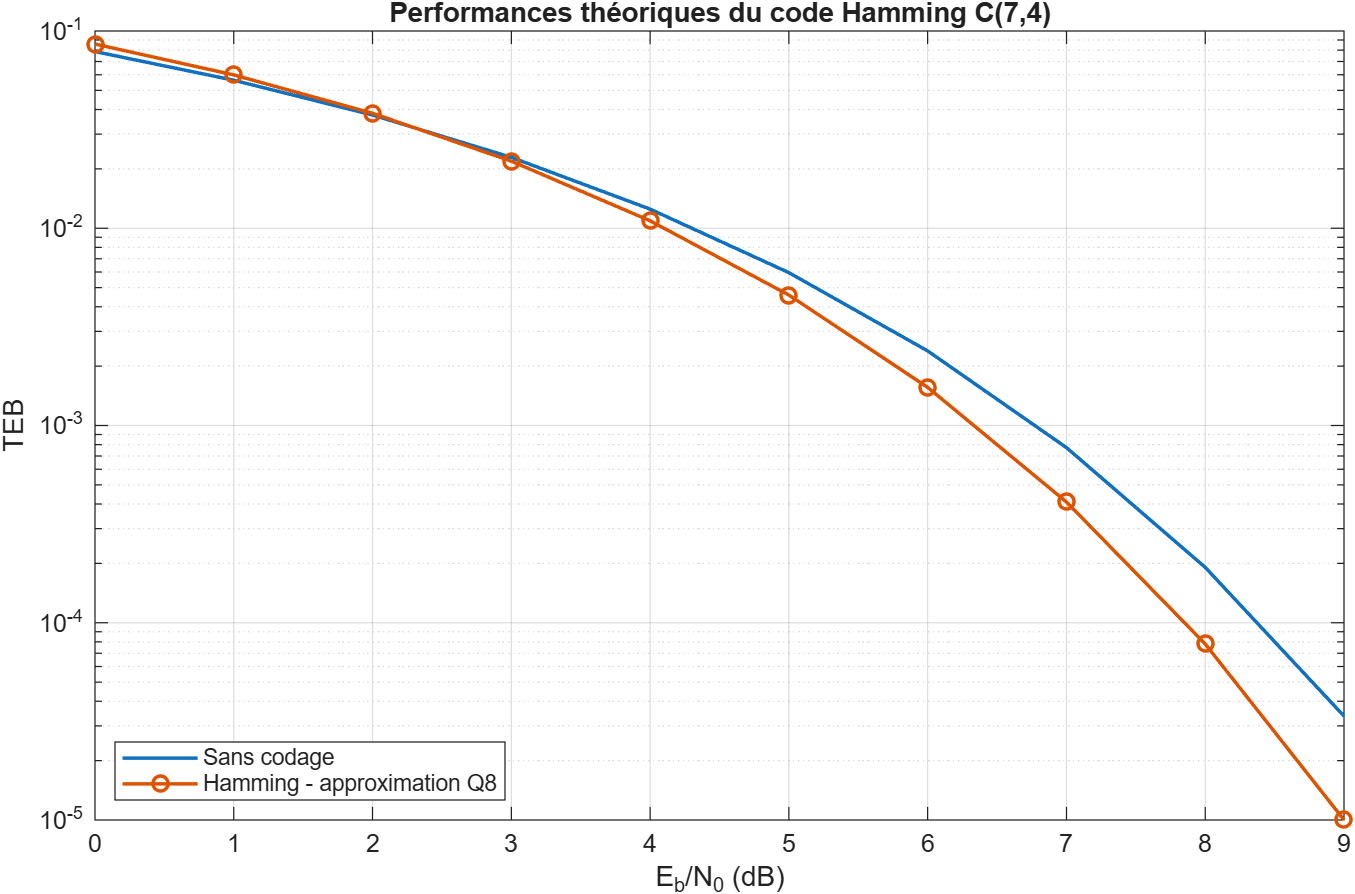 Performances théoriques du code Hamming C(7,4)
10^-1
10^-2
10^-3
10^-4
10^-5
TEB
Sans codage
Hamming - approximation Q8
0 1 2 3 4 5 6 7 8 9
E_b/N_0 (dB)